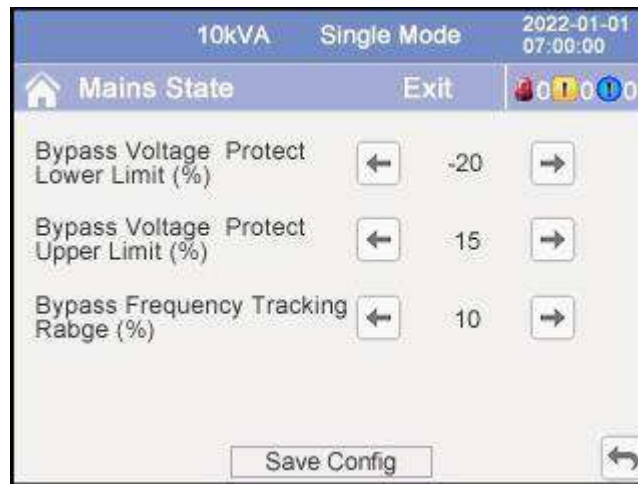 10kVA Single Mode 2022-01-01
07:00:00
Mains State Exit 0 0 0
Bypass Voltage Protect
Lower Limit (%) -20
Bypass Voltage Protect
Upper Limit (%) 15
Bypass Frequency Tracking
Rabge (%) 10
Save Config